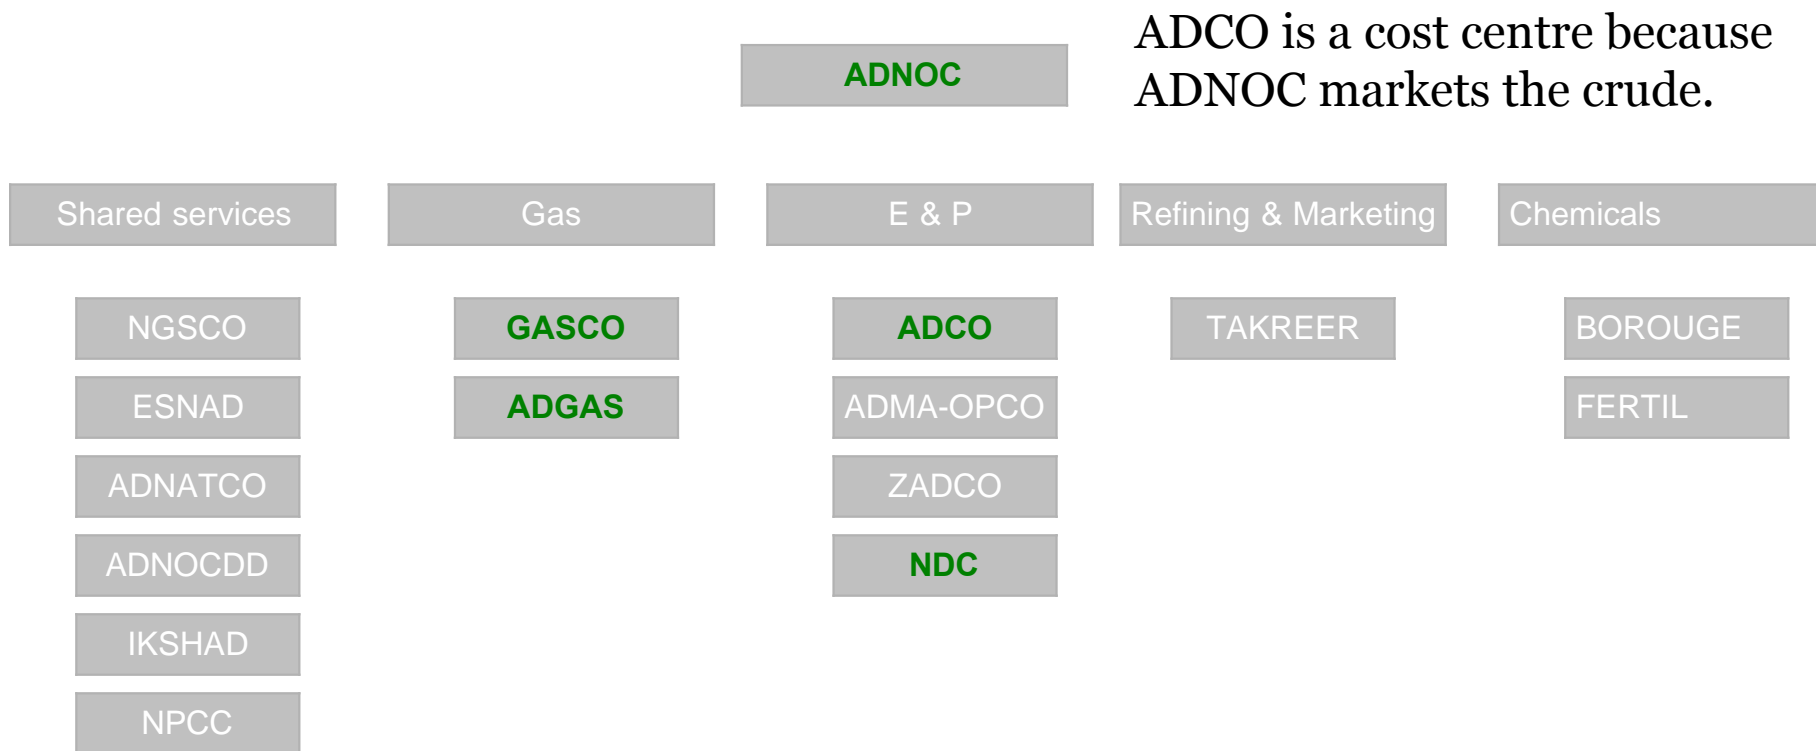 ADCO is a cost centre because
ADNOC markets the crude.
ADNOC
Shared services
Gas
E & P
Refining & Marketing
Chemicals
NGSCO
GASCO
ADCO
TAKREER
BOROUGE
ESNAD
ADGAS
ADMA-OPCO
FERTIL
ADNATCO
ZADCO
ADNOCDD
NDC
IKSHAD
NPCC